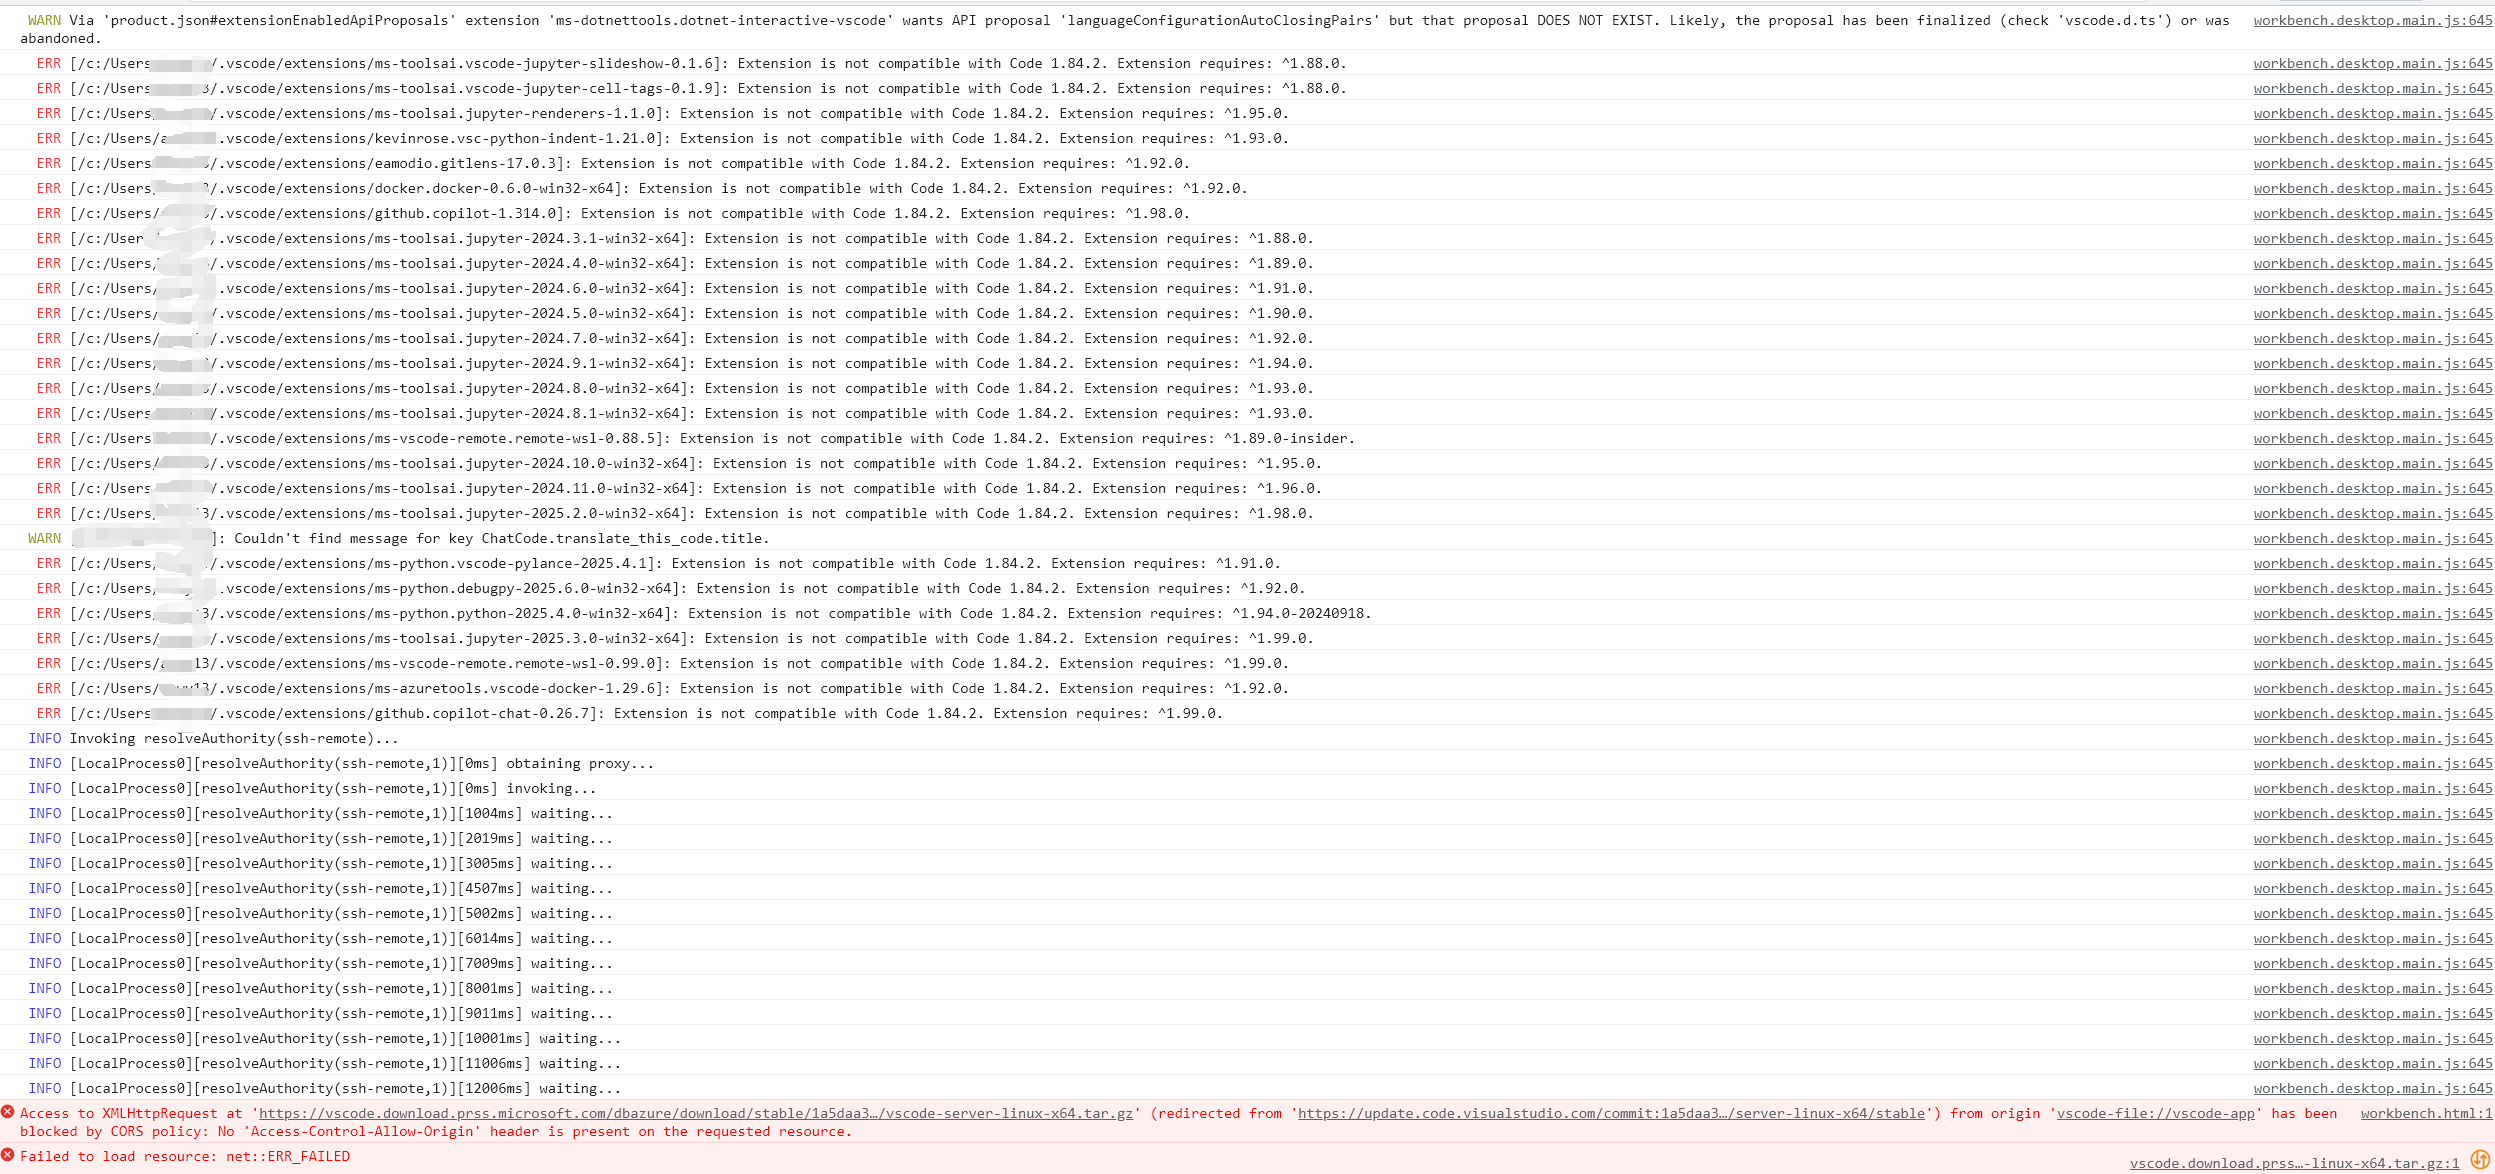 WARN Via 'product.json#extensionEnabledApiProposals' extension 'ms-dotnettools.dotnet-interactive-vscode' wants API proposal 'languageConfigurationAutoClosingPairs' but that proposal DOES NOT EXIST. Likely, the proposal has been finalized (check 'vscode.d.ts') or was workbench.desktop.main.js:645
abandoned.
ERR [/c:/Users /.vscode/extensions/ms-toolsai.vscode-jupyter-slideshow-0.1.6]: Extension is not compatible with Code 1.84.2. Extension requires: ^1.88.0. workbench.desktop.main.js:645
ERR [/c:/Users 3/.vscode/extensions/ms-toolsai.vscode-jupyter-cell-tags-0.1.9]: Extension is not compatible with Code 1.84.2. Extension requires: ^1.88.0. workbench.desktop.main.js:645
ERR [/c:/Users /.vscode/extensions/ms-toolsai.jupyter-renderers-1.1.0]: Extension is not compatible with Code 1.84.2. Extension requires: ^1.95.0. workbench.desktop.main.js:645
ERR [/c:/Users/a .vscode/extensions/kevinrose.vsc-python-indent-1.21.0]: Extension is not compatible with Code 1.84.2. Extension requires: ^1.93.0. workbench.desktop.main.js:645
ERR [/c:/Users /.vscode/extensions/eamodio.gitlens-17.0.3]: Extension is not compatible with Code 1.84.2. Extension requires: ^1.92.0. workbench.desktop.main.js:645
ERR [/c:/Users/ /.vscode/extensions/docker.docker-0.6.0-win32-x64]: Extension is not compatible with Code 1.84.2. Extension requires: ^1.92.0. workbench.desktop.main.js:645
ERR [/c:/Users/ /.vscode/extensions/github.copilot-1.314.0]: Extension is not compatible with Code 1.84.2. Extension requires: ^1.98.0. workbench.desktop.main.js:645
ERR [/c:/User /.vscode/extensions/ms-toolsai.jupyter-2024.3.1-win32-x64]: Extension is not compatible with Code 1.84.2. Extension requires: ^1.88.0. workbench.desktop.main.js:645
ERR [/c:/Users/ /.vscode/extensions/ms-toolsai.jupyter-2024.4.0-win32-x64]: Extension is not compatible with Code 1.84.2. Extension requires: ^1.89.0. workbench.desktop.main.js:645
ERR [/c:/Users/ .vscode/extensions/ms-toolsai.jupyter-2024.6.0-win32-x64]: Extension is not compatible with Code 1.84.2. Extension requires: ^1.91.0. workbench.desktop.main.js:645
ERR [/c:/Users/ .vscode/extensions/ms-toolsai.jupyter-2024.5.0-win32-x64]: Extension is not compatible with Code 1.84.2. Extension requires: ^1.90.0. workbench.desktop.main.js:645
ERR [/c:/Users/ /.vscode/extensions/ms-toolsai.jupyter-2024.7.0-win32-x64]: Extension is not compatible with Code 1.84.2. Extension requires: ^1.92.0. workbench.desktop.main.js:645
ERR [/c:/Users/ /.vscode/extensions/ms-toolsai.jupyter-2024.9.1-win32-x64]: Extension is not compatible with Code 1.84.2. Extension requires: ^1.94.0. workbench.desktop.main.js:645
ERR [/c:/Users/ /.vscode/extensions/ms-toolsai.jupyter-2024.8.0-win32-x64]: Extension is not compatible with Code 1.84.2. Extension requires: ^1.93.0. workbench.desktop.main.js:645
ERR [/c:/Users /.vscode/extensions/ms-toolsai.jupyter-2024.8.1-win32-x64]: Extension is not compatible with Code 1.84.2. Extension requires: ^1.93.0. workbench.desktop.main.js:645
ERR [/c:/Users /.vscode/extensions/ms-vscode-remote.remote-wsl-0.88.5]: Extension is not compatible with Code 1.84.2. Extension requires: ^1.89.0-insider. workbench.desktop.main.js:645
ERR [/c:/Users/ /.vscode/extensions/ms-toolsai.jupyter-2024.10.0-win32-x64]: Extension is not compatible with Code 1.84.2. Extension requires: ^1.95.0. workbench.desktop.main.js:645
ERR [/c:/Users /.vscode/extensions/ms-toolsai.jupyter-2024.11.0-win32-x64]: Extension is not compatible with Code 1.84.2. Extension requires: ^1.96.0. workbench.desktop.main.js:645
ERR [/c:/Users/ 3/.vscode/extensions/ms-toolsai.jupyter-2025.2.0-win32-x64]: Extension is not compatible with Code 1.84.2. Extension requires: ^1.98.0. workbench.desktop.main.js:645
WARN [ ]: Couldn't find message for key ChatCode.translate_this_code.title. workbench.desktop.main.js:645
ERR [/c:/Users/ /.vscode/extensions/ms-python.vscode-pylance-2025.4.1]: Extension is not compatible with Code 1.84.2. Extension requires: ^1.91.0. workbench.desktop.main.js:645
ERR [/c:/Users/ .vscode/extensions/ms-python.debugpy-2025.6.0-win32-x64]: Extension is not compatible with Code 1.84.2. Extension requires: ^1.92.0. workbench.desktop.main.js:645
ERR [/c:/Users/ 3/.vscode/extensions/ms-python.python-2025.4.0-win32-x64]: Extension is not compatible with Code 1.84.2. Extension requires: ^1.94.0-20240918. workbench.desktop.main.js:645
ERR [/c:/Users/ /.vscode/extensions/ms-toolsai.jupyter-2025.3.0-win32-x64]: Extension is not compatible with Code 1.84.2. Extension requires: ^1.99.0. workbench.desktop.main.js:645
ERR [/c:/Users/ 13/.vscode/extensions/ms-vscode-remote.remote-wsl-0.99.0]: Extension is not compatible with Code 1.84.2. Extension requires: ^1.99.0. workbench.desktop.main.js:645
ERR [/c:/Users/ 13/.vscode/extensions/ms-azuretools.vscode-docker-1.29.6]: Extension is not compatible with Code 1.84.2. Extension requires: ^1.92.0. workbench.desktop.main.js:645
ERR [/c:/Users /.vscode/extensions/github.copilot-chat-0.26.7]: Extension is not compatible with Code 1.84.2. Extension requires: ^1.99.0. workbench.desktop.main.js:645
INFO Invoking resolveAuthority(ssh-remote)... workbench.desktop.main.js:645
INFO [LocalProcess0][resolveAuthority(ssh-remote,1)][0ms] obtaining proxy... workbench.desktop.main.js:645
INFO [LocalProcess0][resolveAuthority(ssh-remote,1)][0ms] invoking... workbench.desktop.main.js:645
INFO [LocalProcess0][resolveAuthority(ssh-remote,1)][1004ms] waiting... workbench.desktop.main.js:645
INFO [LocalProcess0][resolveAuthority(ssh-remote,1)][2019ms] waiting... workbench.desktop.main.js:645
INFO [LocalProcess0][resolveAuthority(ssh-remote,1)][3005ms] waiting... workbench.desktop.main.js:645
INFO [LocalProcess0][resolveAuthority(ssh-remote,1)][4507ms] waiting... workbench.desktop.main.js:645
INFO [LocalProcess0][resolveAuthority(ssh-remote,1)][5002ms] waiting... workbench.desktop.main.js:645
INFO [LocalProcess0][resolveAuthority(ssh-remote,1)][6014ms] waiting... workbench.desktop.main.js:645
INFO [LocalProcess0][resolveAuthority(ssh-remote,1)][7009ms] waiting... workbench.desktop.main.js:645
INFO [LocalProcess0][resolveAuthority(ssh-remote,1)][8001ms] waiting... workbench.desktop.main.js:645
INFO [LocalProcess0][resolveAuthority(ssh-remote,1)][9011ms] waiting... workbench.desktop.main.js:645
INFO [LocalProcess0][resolveAuthority(ssh-remote,1)][10001ms] waiting... workbench.desktop.main.js:645
INFO [LocalProcess0][resolveAuthority(ssh-remote,1)][11006ms] waiting... workbench.desktop.main.js:645
INFO [LocalProcess0][resolveAuthority(ssh-remote,1)][12006ms] waiting... workbench.desktop.main.js:645
Access to XMLHttpRequest at 'https://vscode.download.prss.microsoft.com/dbazure/download/stable/1a5daa3…/vscode-server-linux-x64.tar.gz' (redirected from 'https://update.code.visualstudio.com/commit:1a5daa3…/server-linux-x64/stable') from origin 'vscode-file://vscode-app' has been workbench.html:1
blocked by CORS policy: No 'Access-Control-Allow-Origin' header is present on the requested resource.
Failed to load resource: net::ERR_FAILED vscode.download.prss…-linux-x64.tar.gz:1